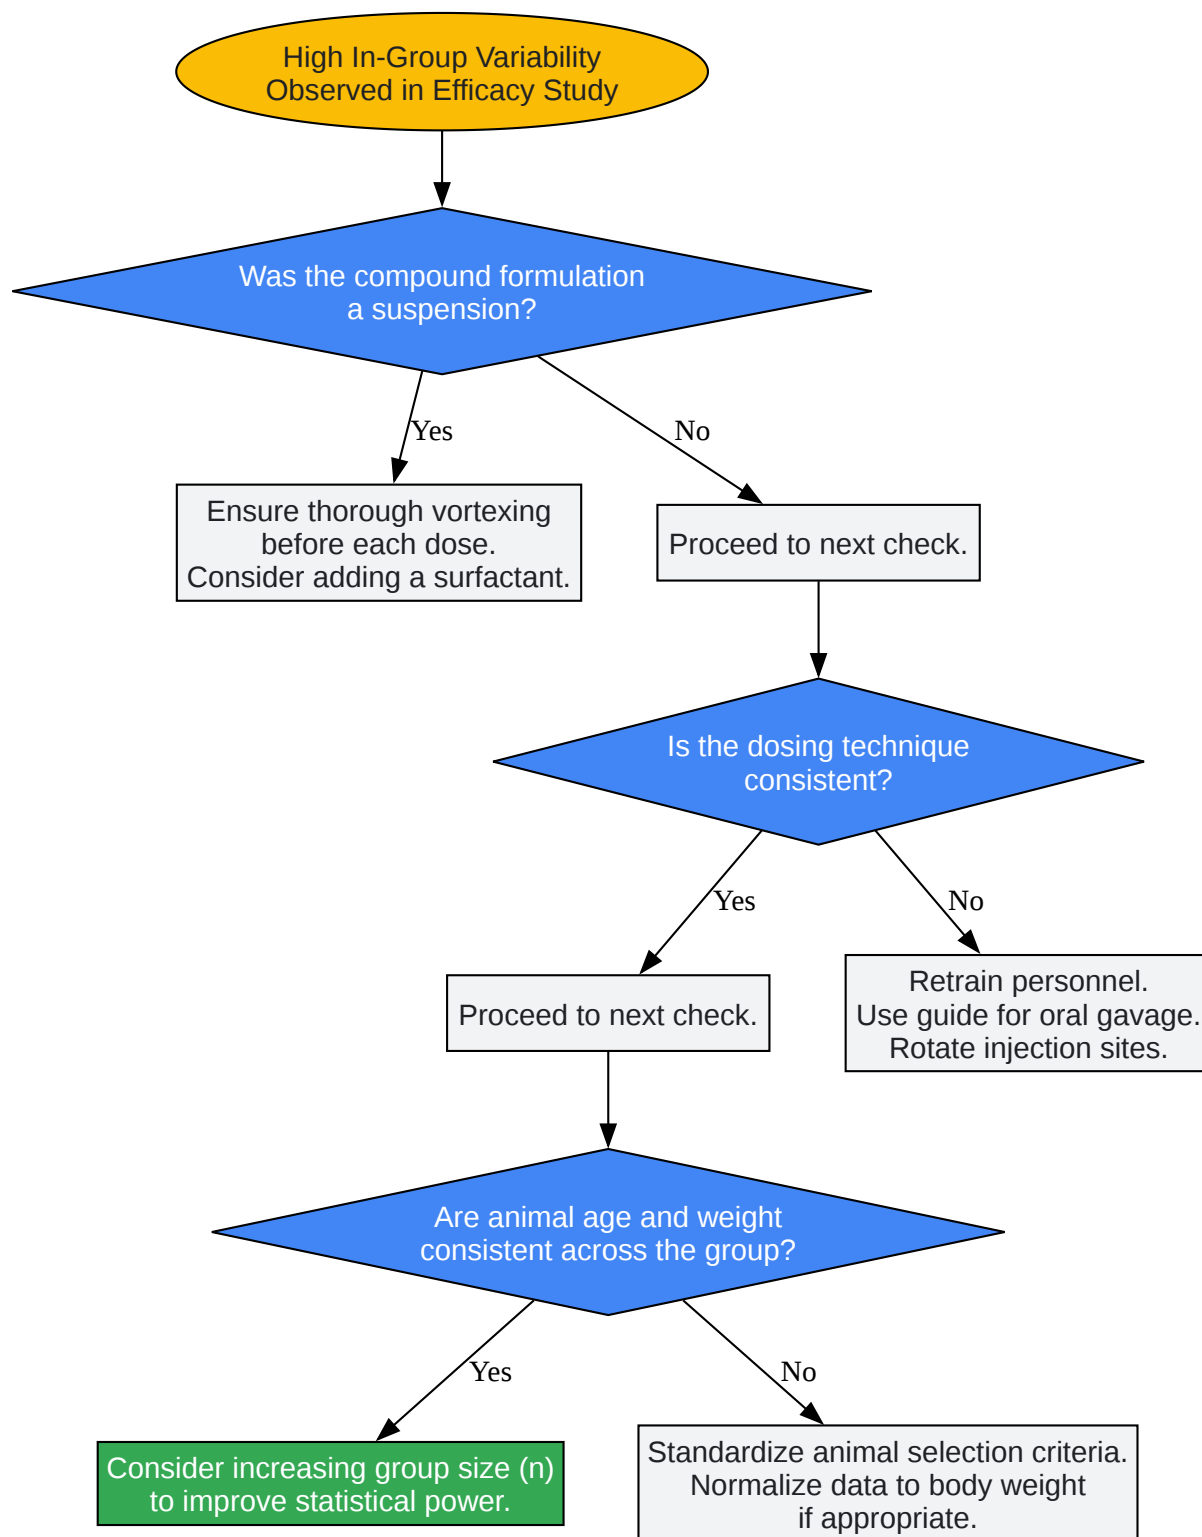 High In-Group Variability
Observed in Efficacy Study
Was the compound formulation
a suspension?
Yes
No
Ensure thorough vortexing
before each dose.
Consider adding a surfactant.
Proceed to next check.
Is the dosing technique
consistent?
Yes
No
Proceed to next check.
Retrain personnel.
Use guide for oral gavage.
Rotate injection sites.
Are animal age and weight
consistent across the group?
Yes
No
Consider increasing group size (n)
to improve statistical power.
Standardize animal selection criteria.
Normalize data to body weight
if appropriate.